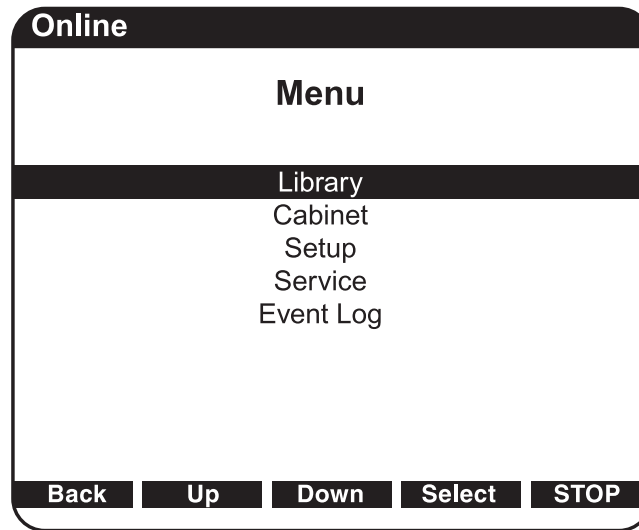 Online
Menu
Library
Cabinet
Setup
Service
Event Log
Back Up Down Select STOP